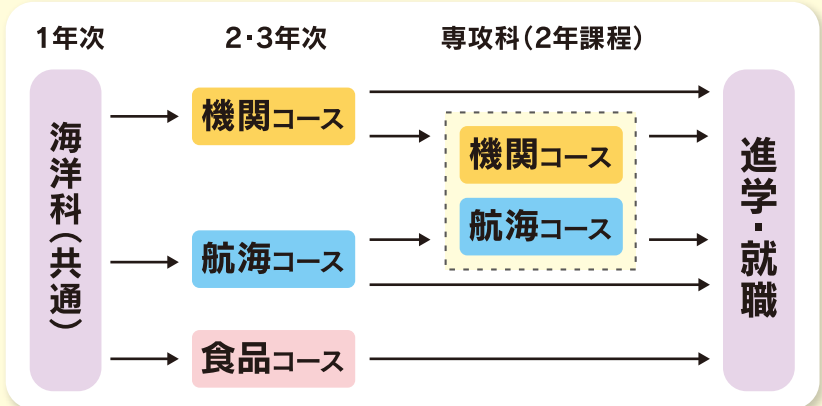 1年次
2・3年次
専攻科（2年課程）
海洋科（共通）
機関コース
航海コース
食品コース
機関コース
航海コース
進学・就職